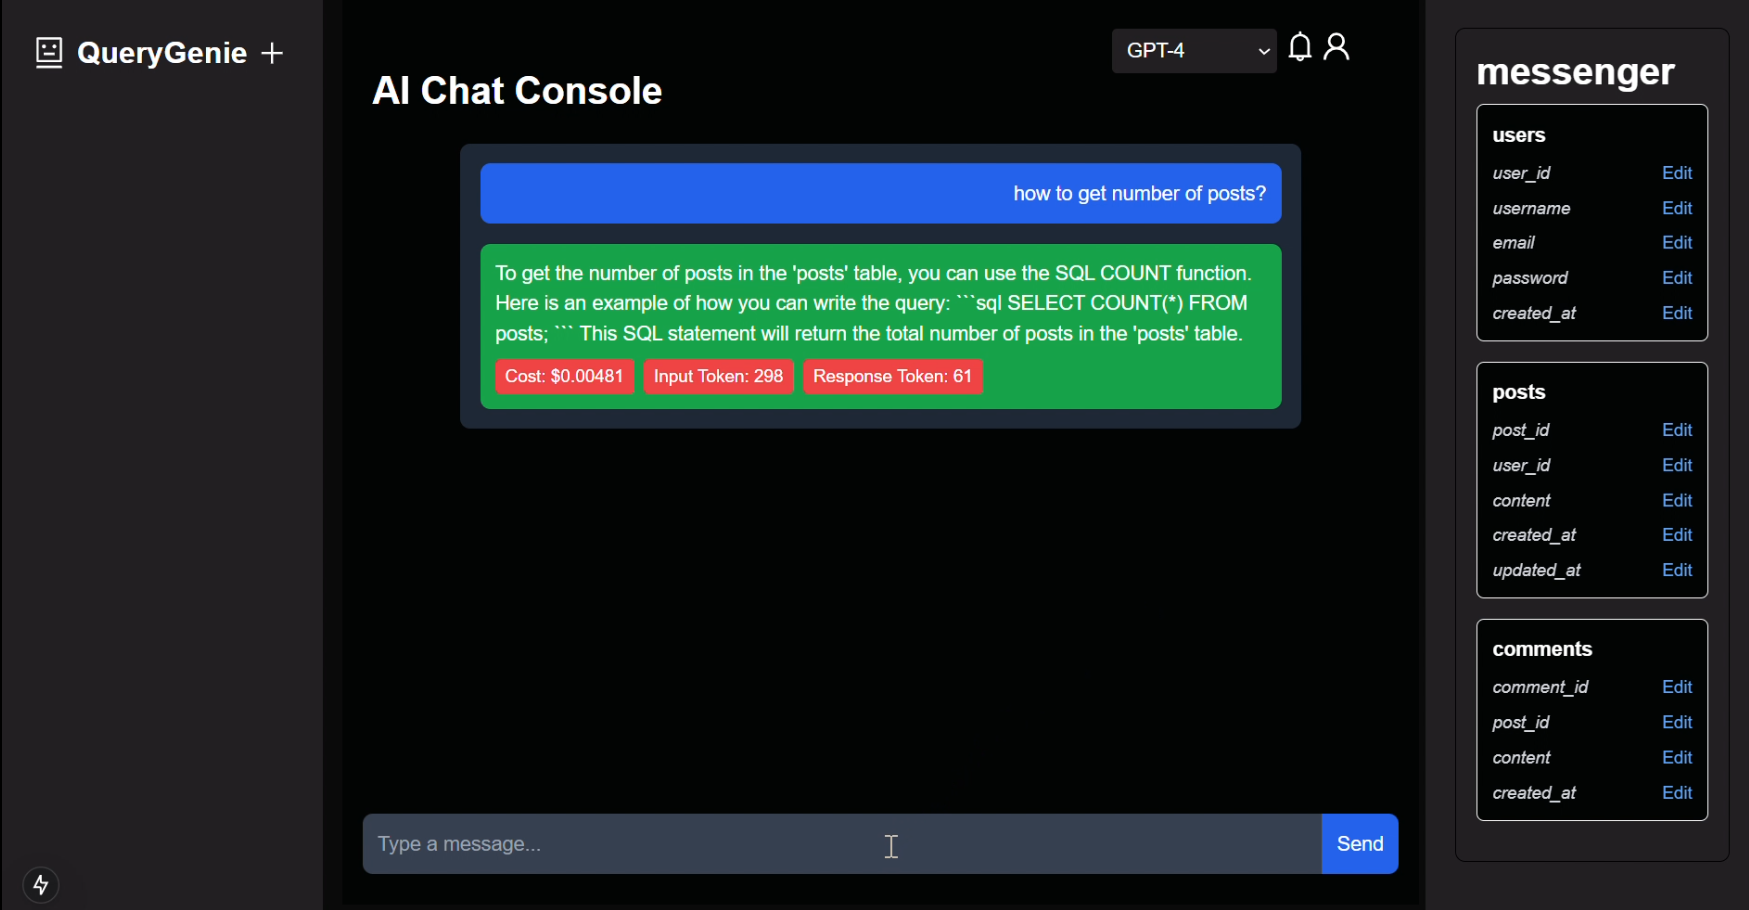 QueryGenie
GPT-4
AI Chat Console
how to get number of posts?
To get the number of posts in the 'posts' table, you can use the SQL COUNT function.
Here is an example of how you can write the query: ```sql SELECT COUNT(*) FROM
posts; ``` This SQL statement will return the total number of posts in the 'posts' table.
Cost: $0.00481 Input Token: 298 Response Token: 61
Type a message...
Send
messenger
users
user_id Edit
username Edit
email Edit
password Edit
created_at Edit
posts
post_id Edit
user_id Edit
content Edit
created_at Edit
updated_at Edit
comments
comment_id Edit
post_id Edit
content Edit
created_at Edit